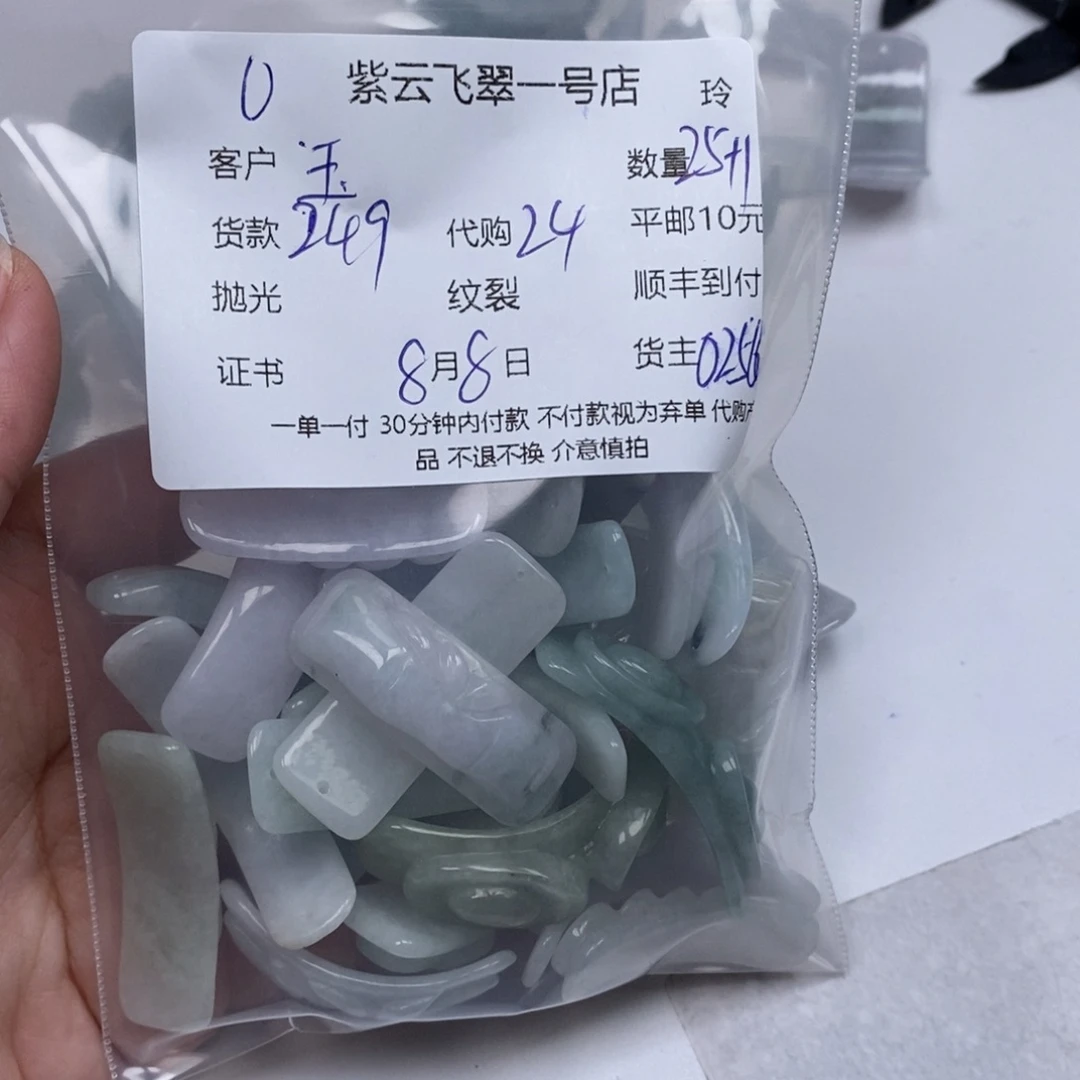 0 紫云飞翠一号店 玲
客户 玉 数量 25+1
货款 249 代购 24 平邮10元
抛光 纹裂 顺丰到付
证书 8月8日 货主 0256
一单一付 30分钟内付款 不付款视为弃单 代购产
品 不退不换 介意慎拍